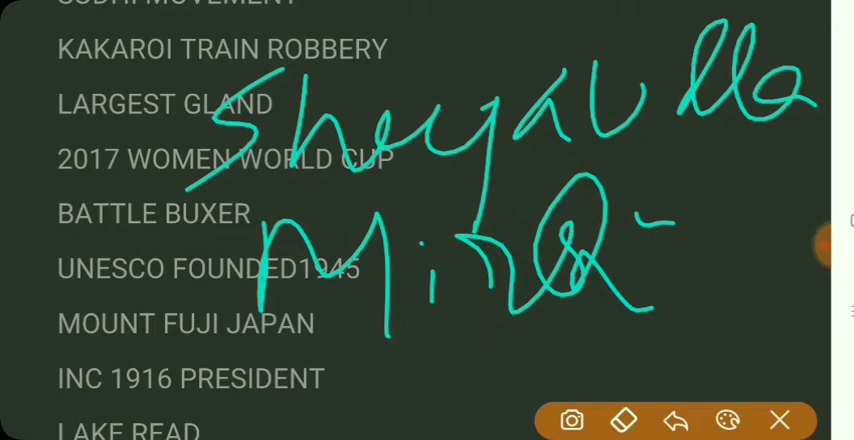 KAKAROI TRAIN ROBBERY
LARGEST GLAND
2017 WOMEN WORLD CUP
BATTLE BUXER
UNESCO FOUNDED1945
MOUNT FUJI JAPAN
INC 1916 PRESIDENT
LAKE READ